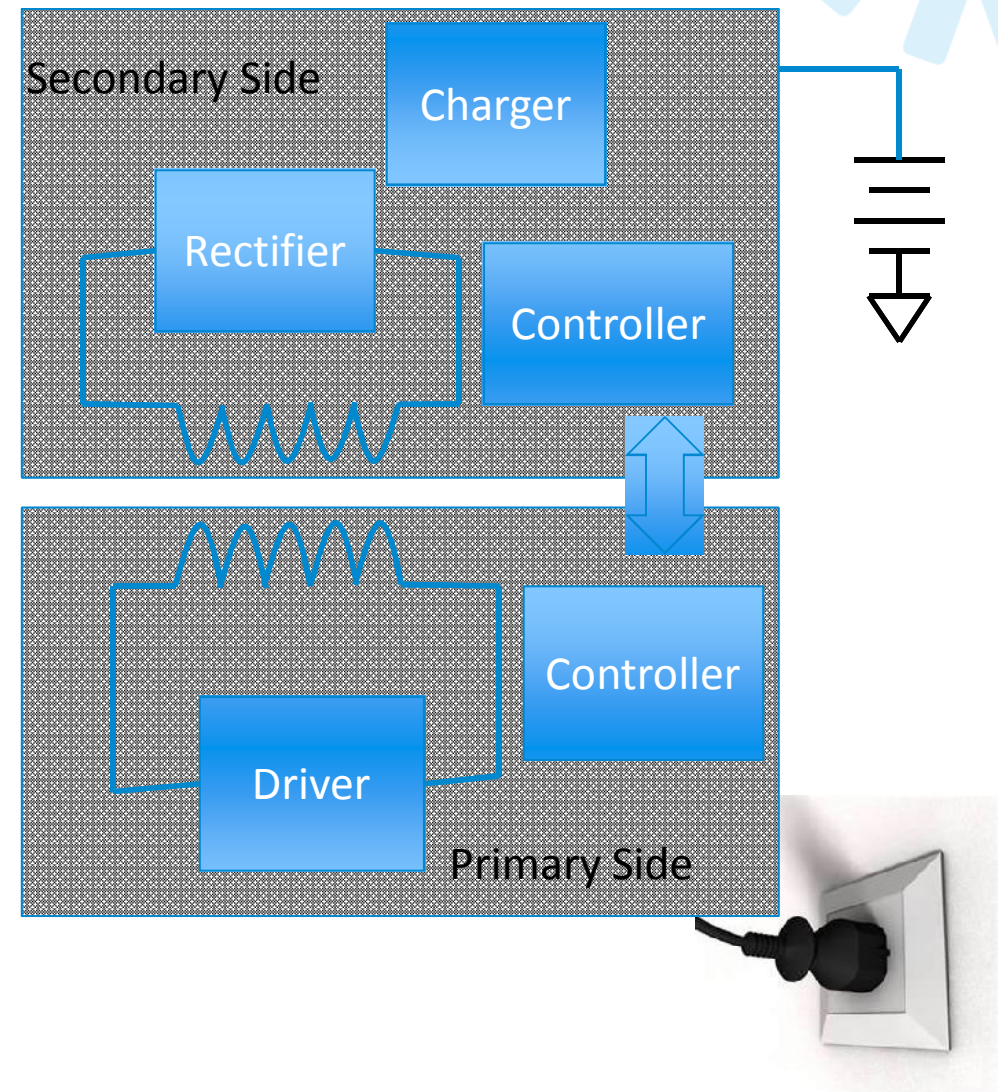 Secondary Side
Charger
Rectifier
Controller
Controller
Driver
Primary Side